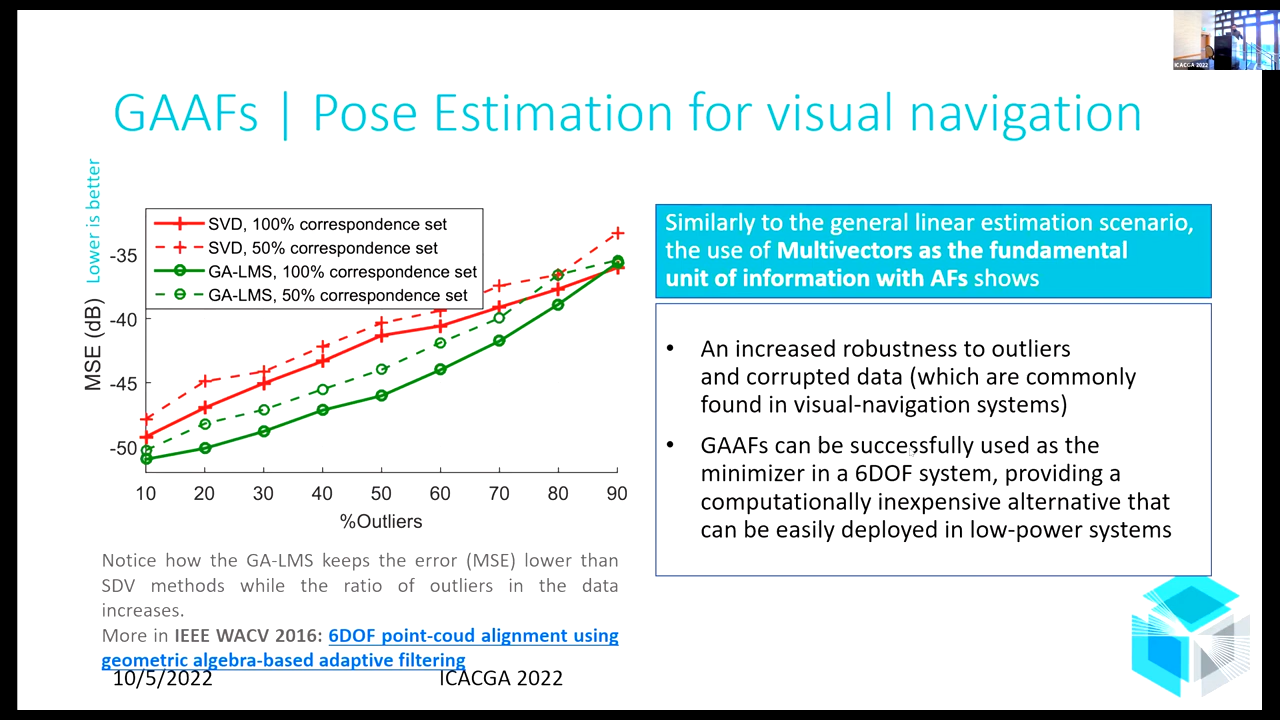 ICACGA 2022
GAAFs | Pose Estimation for visual navigation
Lower is better
SVD, 100% correspondence set
SVD, 50% correspondence set
GA-LMS, 100% correspondence set
GA-LMS, 50% correspondence set
MSE (dB)
-35
-40
-45
-50
10 20 30 40 50 60 70 80 90
%Outliers
Notice how the GA-LMS keeps the error (MSE) lower than
SDV methods while the ratio of outliers in the data
increases.
More in IEEE WACV 2016: 6DOF point-coud alignment using
geometric algebra-based adaptive filtering
Similarly to the general linear estimation scenario,
the use of Multivectors as the fundamental
unit of information with AFs shows
• An increased robustness to outliers
and corrupted data (which are commonly
found in visual-navigation systems)
• GAAFs can be successfully used as the
minimizer in a 6DOF system, providing a
computationally inexpensive alternative that
can be easily deployed in low-power systems
10/5/2022
ICACGA 2022